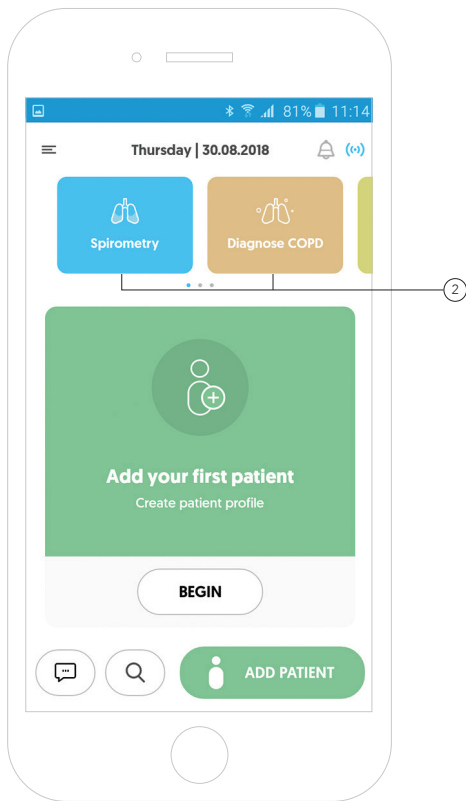 81% 11:14
Thursday | 30.08.2018
Spirometry
Diagnose COPD
2
Add your first patient
Create patient profile
BEGIN
ADD PATIENT